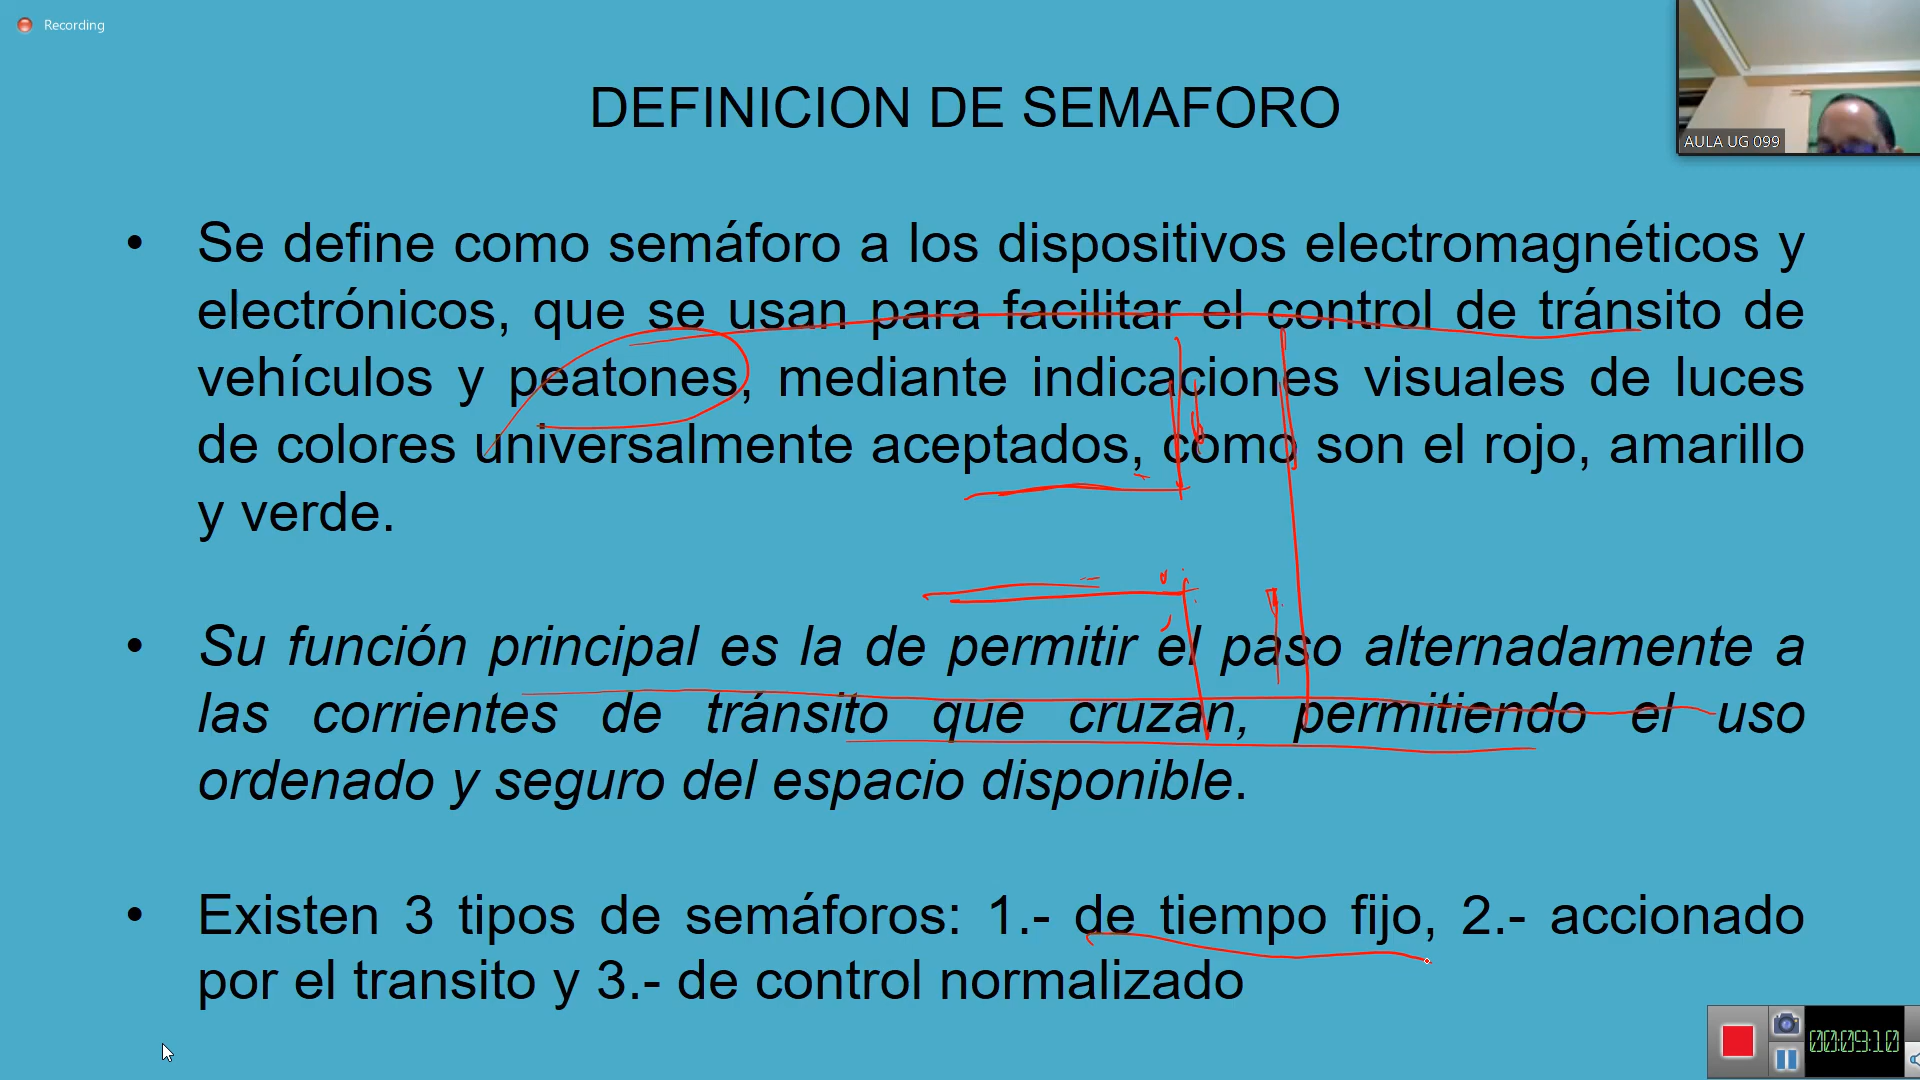 Recording
DEFINICION DE SEMAFORO
AULA UG 099
• Se define como semáforo a los dispositivos electromagnéticos y
electrónicos, que se usan para facilitar el control de tránsito de
vehículos y peatones, mediante indicaciones visuales de luces
de colores universalmente aceptados, como son el rojo, amarillo
y verde.
• Su función principal es la de permitir el paso alternadamente a
las corrientes de tránsito que cruzan, permitiendo el uso
ordenado y seguro del espacio disponible.
• Existen 3 tipos de semáforos: 1.- de tiempo fijo, 2.- accionado
por el transito y 3.- de control normalizado
00:09:10